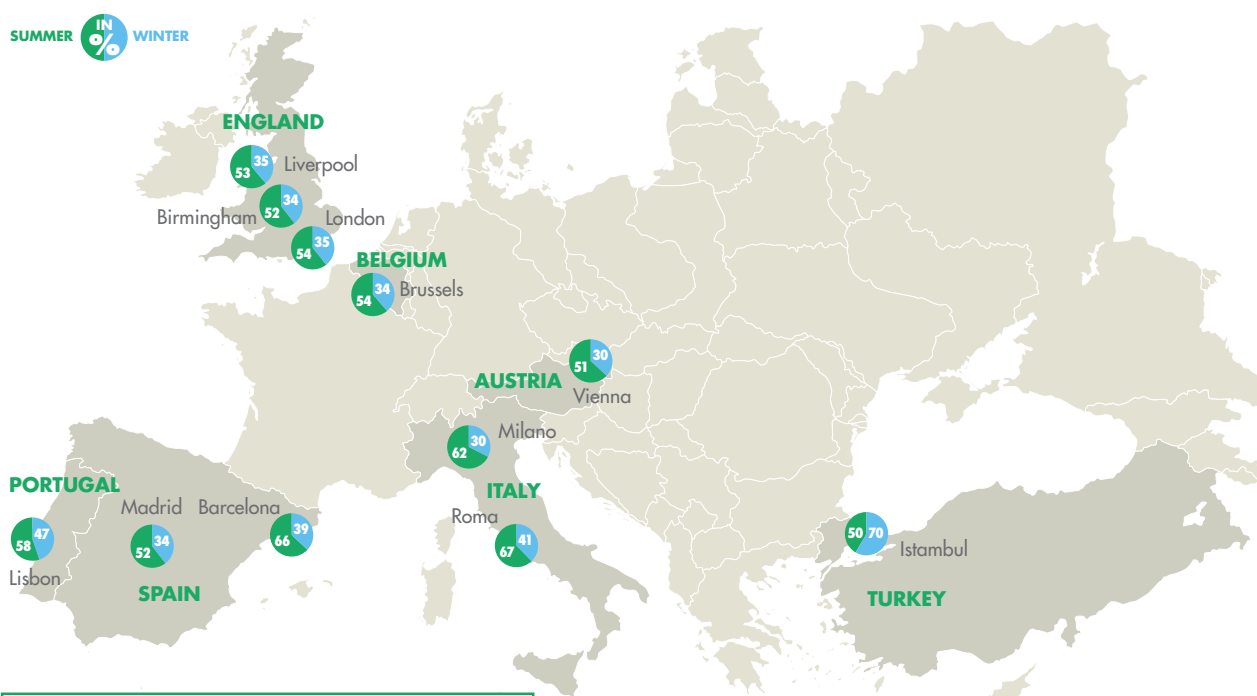 SUMMER IN % WINTER
ENGLAND
35 Liverpool
53
34
Birmingham 52 London
35
54
BELGIUM
34 Brussels
54
30
51
AUSTRIA
Vienna
30 Milano
62
PORTUGAL
ITALY
Madrid Barcelona
Roma
47
58
Lisbon
34
52
39
66
41
67
50 70
Istambul
SPAIN
TURKEY